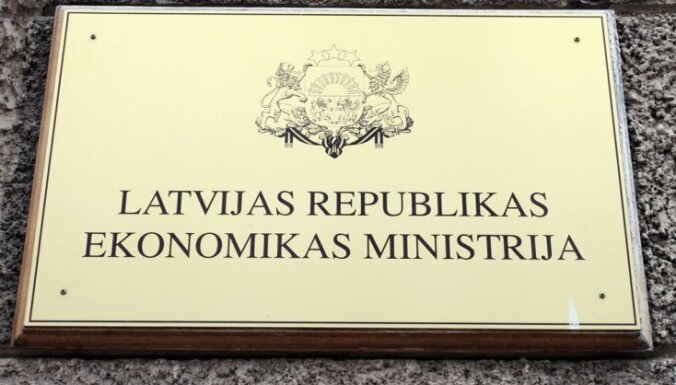 LATVIJAS REPUBLIKAS
EKONOMIKAS MINISTRIJA